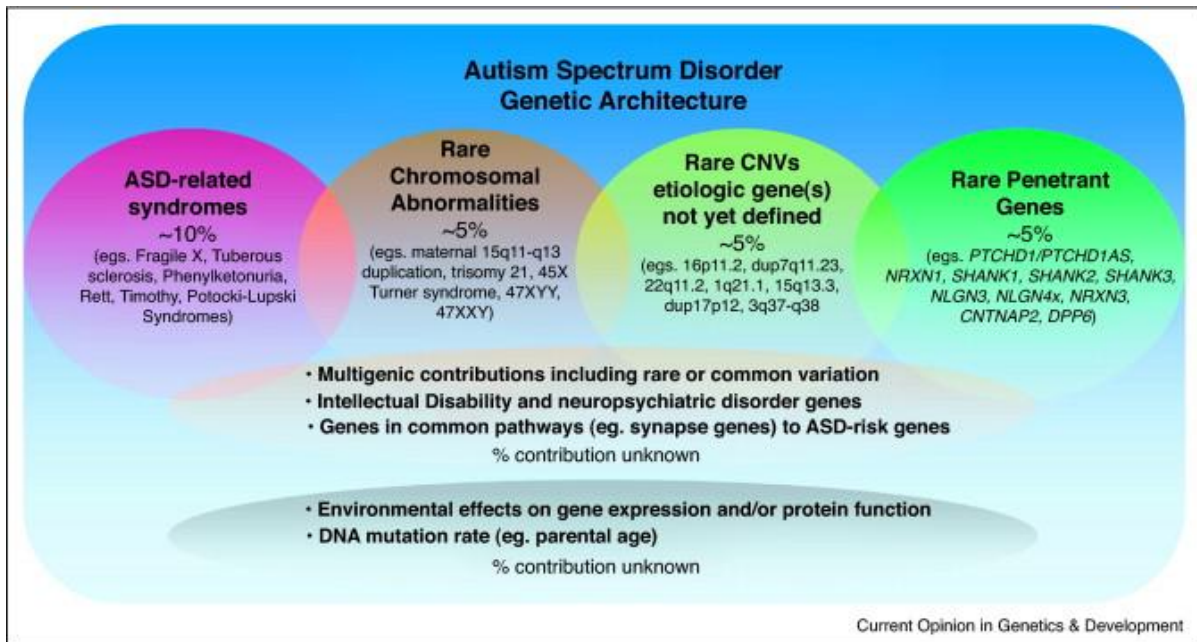 Autism Spectrum Disorder
Genetic Architecture
ASD-related
syndromes
~10%
(egs. Fragile X, Tuberous
sclerosis, Phenylketonuria,
Rett, Timothy, Potocki-Lupski
Syndromes)
Rare
Chromosomal
Abnormalities
~5%
(egs. maternal 15q11-q13
duplication, trisomy 21, 45X
Turner syndrome, 47XYY,
47XXY)
Rare CNVs
etiologic gene(s)
not yet defined
~5%
(egs. 16p11.2, dup7q11.23,
22q11.2, 1q21.1, 15q13.3,
dup17p12, 3q37-q38)
Rare Penetrant
Genes
~5%
(egs. PTCHD1/PTCHD1AS,
NRXN1, SHANK1, SHANK2, SHANK3,
NLGN3, NLGN4x, NRXN3,
CNTNAP2, DPP6)
• Multigenic contributions including rare or common variation
• Intellectual Disability and neuropsychiatric disorder genes
• Genes in common pathways (eg. synapse genes) to ASD-risk genes
% contribution unknown
• Environmental effects on gene expression and/or protein function
• DNA mutation rate (eg. parental age)
% contribution unknown
Current Opinion in Genetics & Development